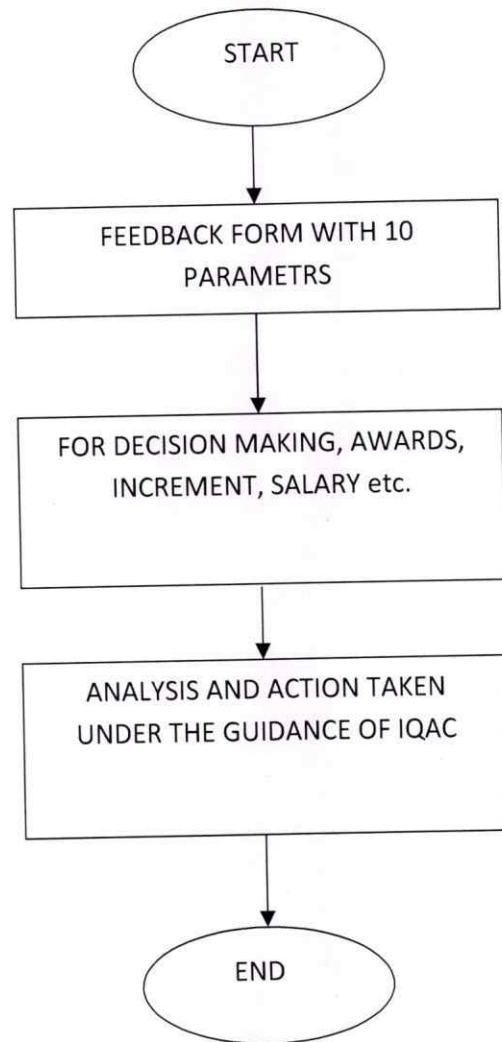 START
FEEDBACK FORM WITH 10
PARAMETRS
FOR DECISION MAKING, AWARDS,
INCREMENT, SALARY etc.
ANALYSIS AND ACTION TAKEN
UNDER THE GUIDANCE OF IQAC
END